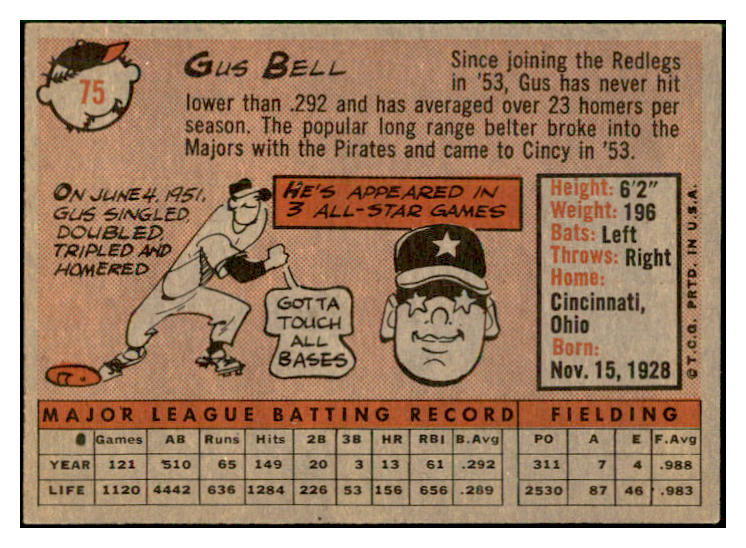 75
GUS BELL
Since joining the Redlegs
in '53, Gus has never hit
lower than .292 and has averaged over 23 homers per
season. The popular long range belter broke into the
Majors with the Pirates and came to Cincy in '53.
ON JUNE 4, 1951,
GUS SINGLED,
DOUBLED,
TRIPLED AND
HOMERED
GOTTA
TOUCH
ALL
BASES
HE'S APPEARED IN
3 ALL-STAR GAMES
Height: 6'2"
Weight: 196
Bats: Left
Throws: Right
Home:
Cincinnati,
Ohio
Born:
Nov. 15, 1928
© T.C.G. PRTD. IN U.S.A.
MAJOR LEAGUE BATTING RECORD FIELDING
Games AB Runs Hits 2B 3B HR RBI B.Avg PO A E F.Avg
YEAR 121 510 65 149 20 3 13 61 .292 311 7 4 .988
LIFE 1120 4442 636 1284 226 53 156 656 .289 2530 87 46 .983